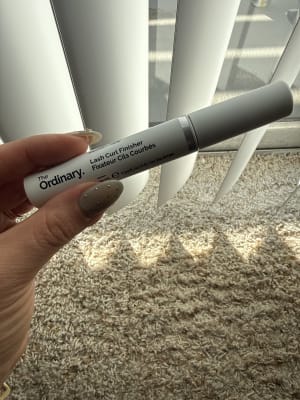 The
Ordinary.
Lash Curl Finisher
Fixateur Cils Courbés